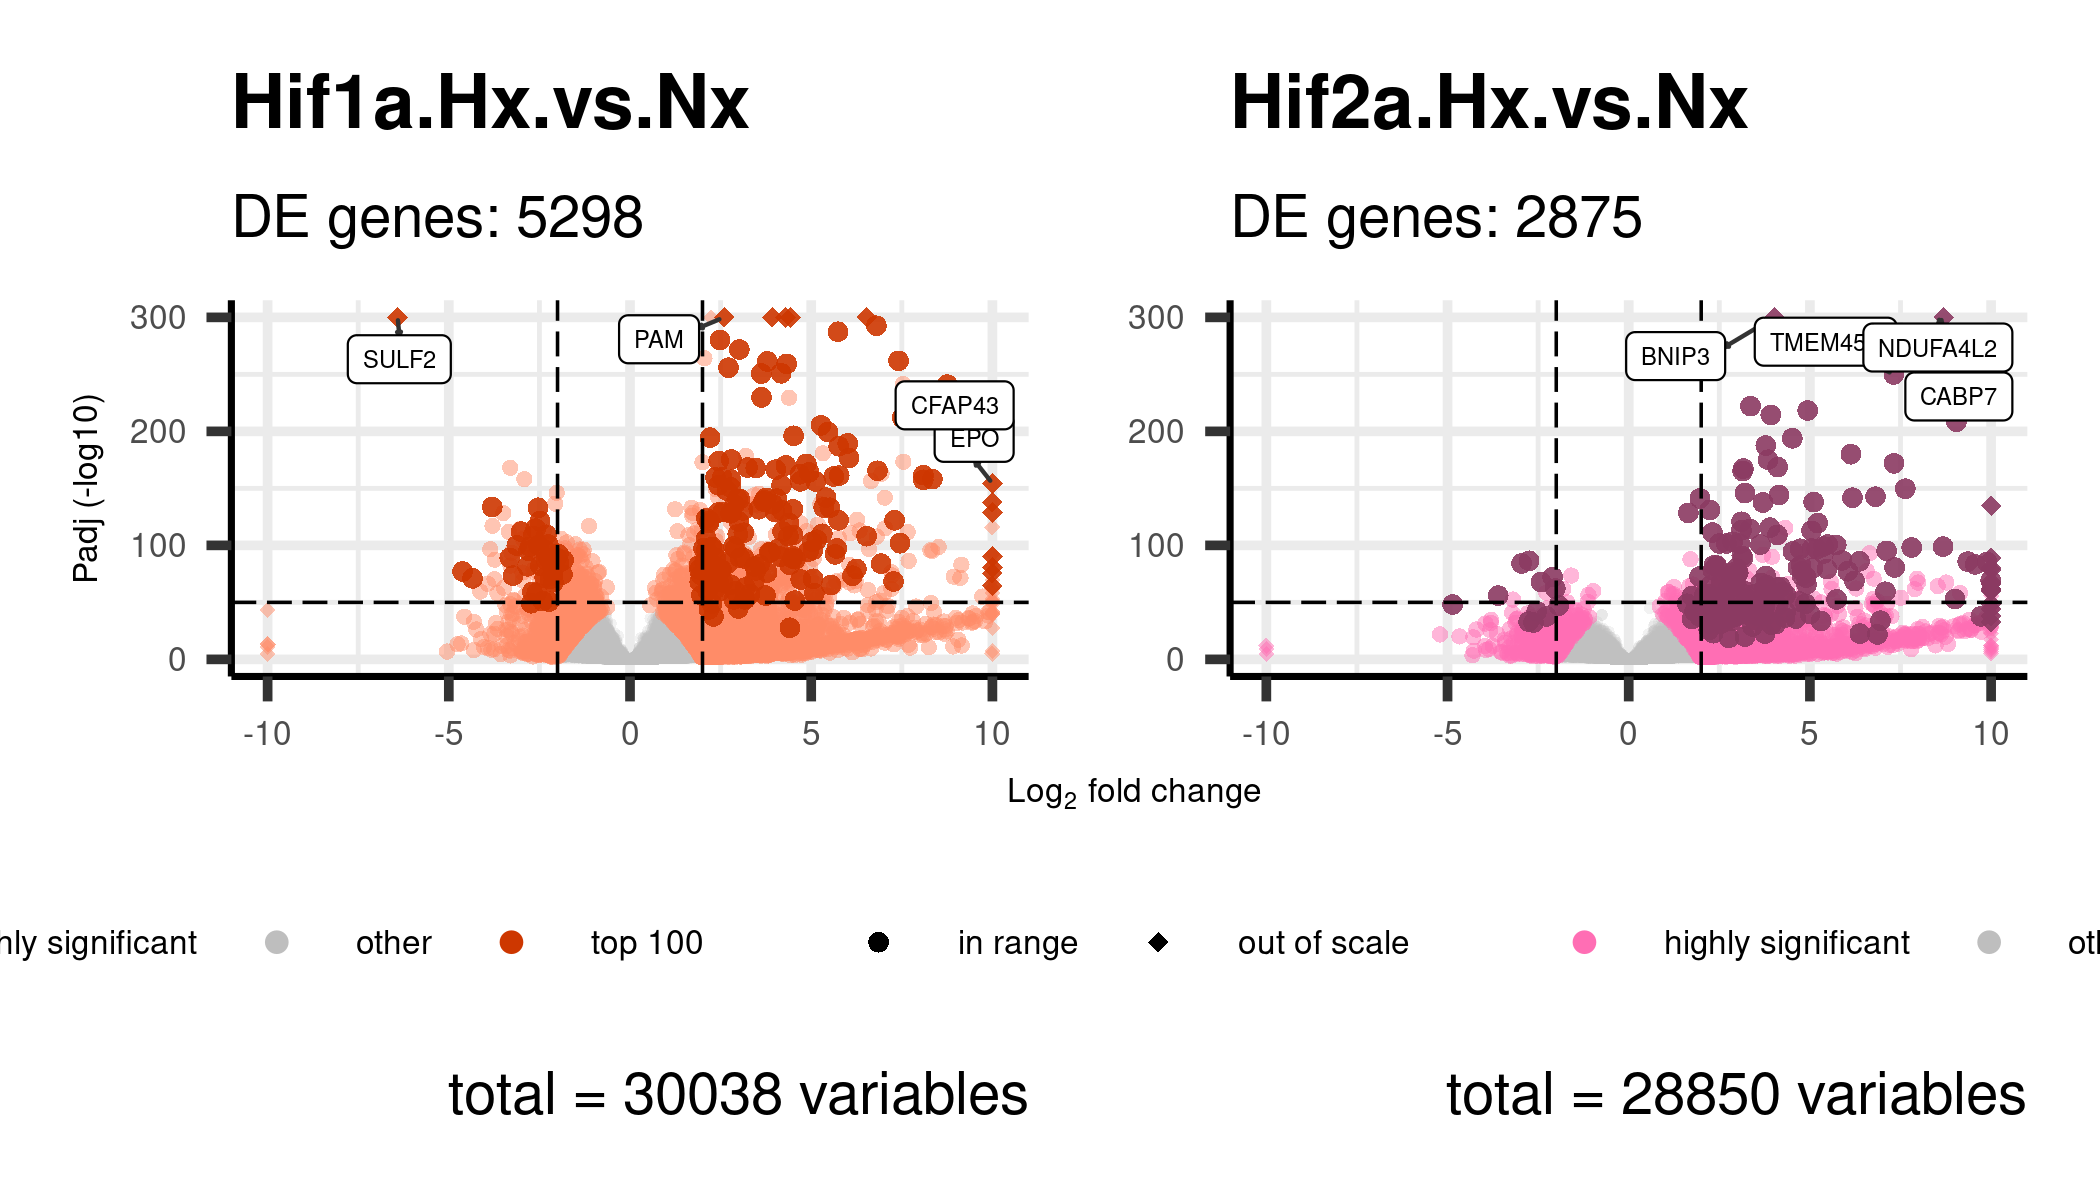 Hif1a.Hx.vs.Nx
DE genes: 5298
Padj (-log10)
300
200
100
0
SULF2
PAM
CFAP43
EPO
-10 -5 0 5 10
Hif2a.Hx.vs.Nx
DE genes: 2875
300
200
100
0
BNIP3
TMEM45
NDUFA4L2
CABP7
-10 -5 0 5 10
Log₂ fold change
significant other top 100 in range out of scale highly significant
total = 30038 variables
total = 28850 variables